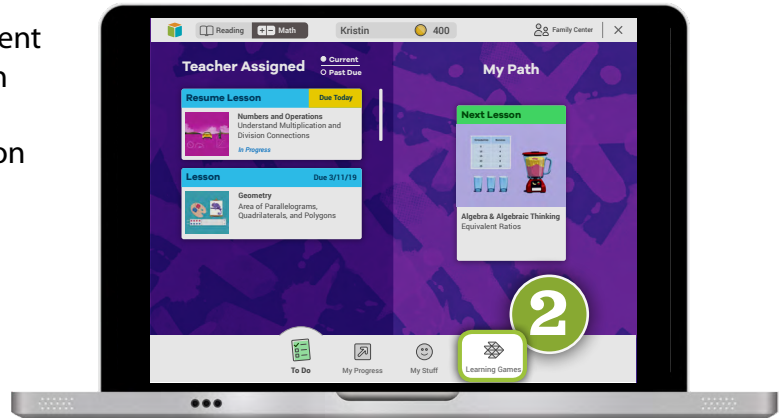 ent
n
on
Reading
Math
Kristin
400
Family Center
Teacher Assigned
Current
Past Due
Resume Lesson
Due Today
Numbers and Operations
Understand Multiplication and
Division Connections
In Progress
Lesson
Due 3/11/19
Geometry
Area of Parallelograms,
Quadrilaterals, and Polygons
My Path
Next Lesson
Algebra & Algebraic Thinking
Equivalent Ratios
2
To Do
My Progress
My Stuff
Learning Games